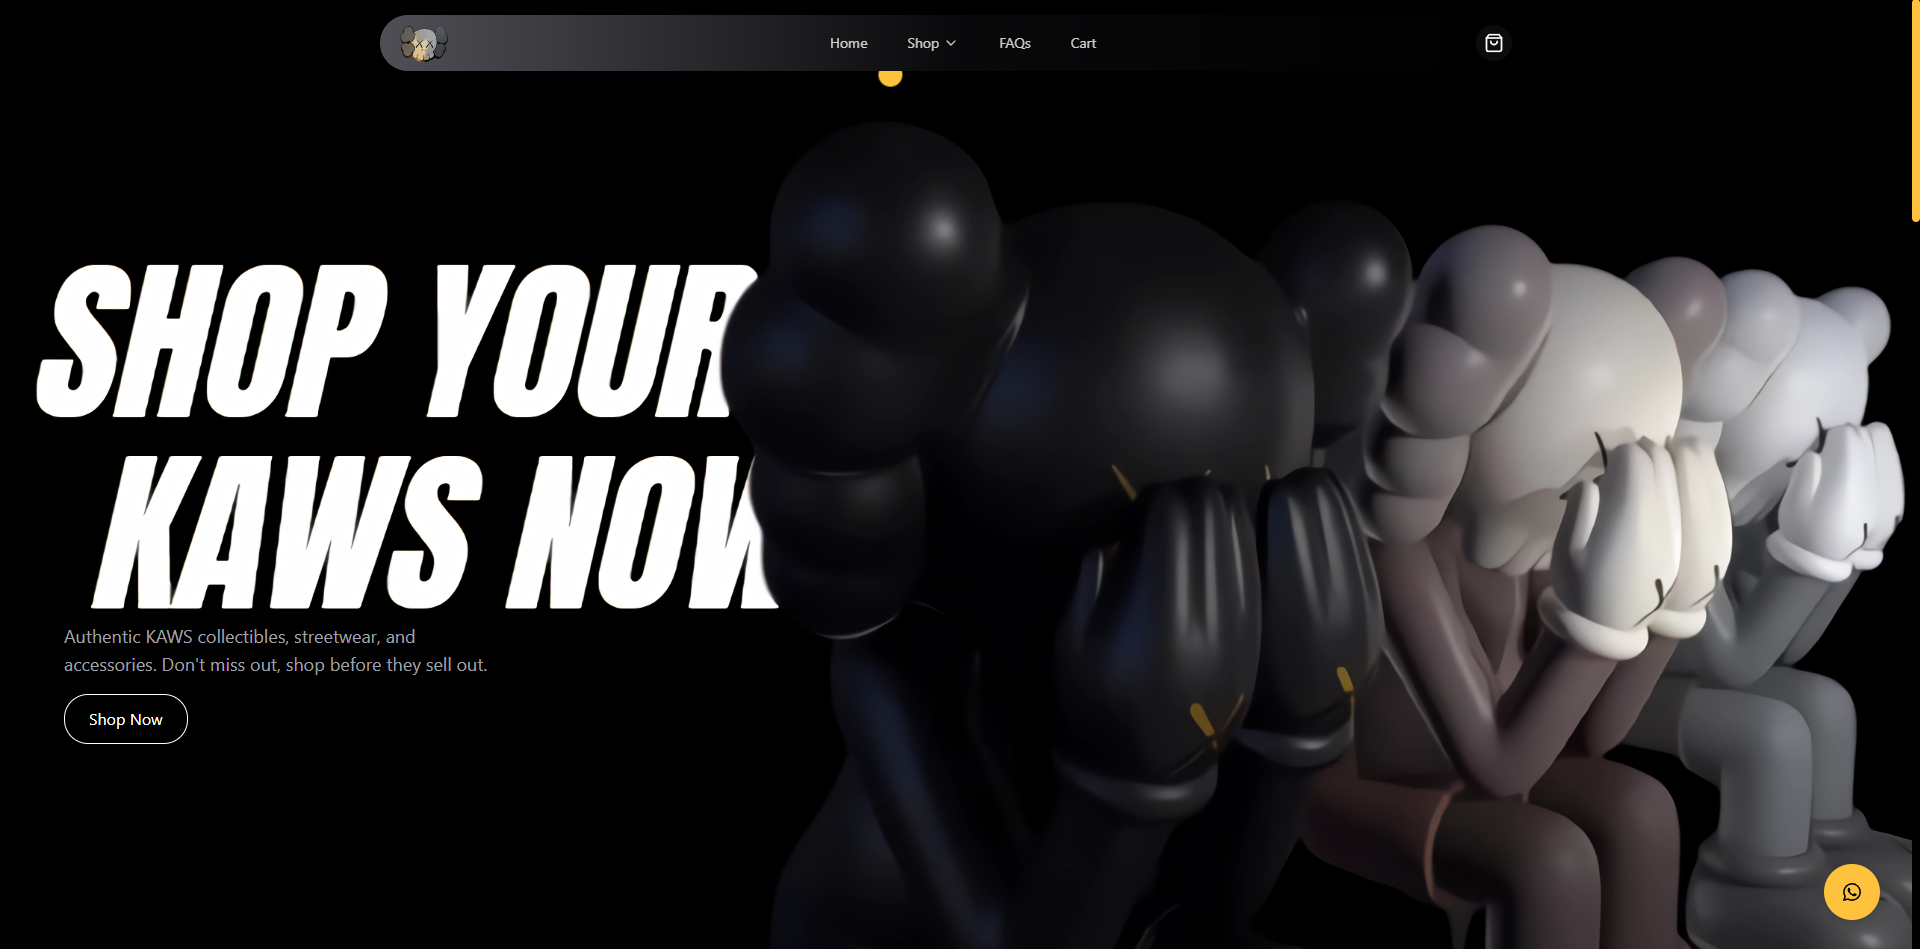 Home
Shop
FAQs
Cart
SHOP YOUR
KAWS NOW
Authentic KAWS collectibles, streetwear, and
accessories. Don't miss out, shop before they sell out.
Shop Now